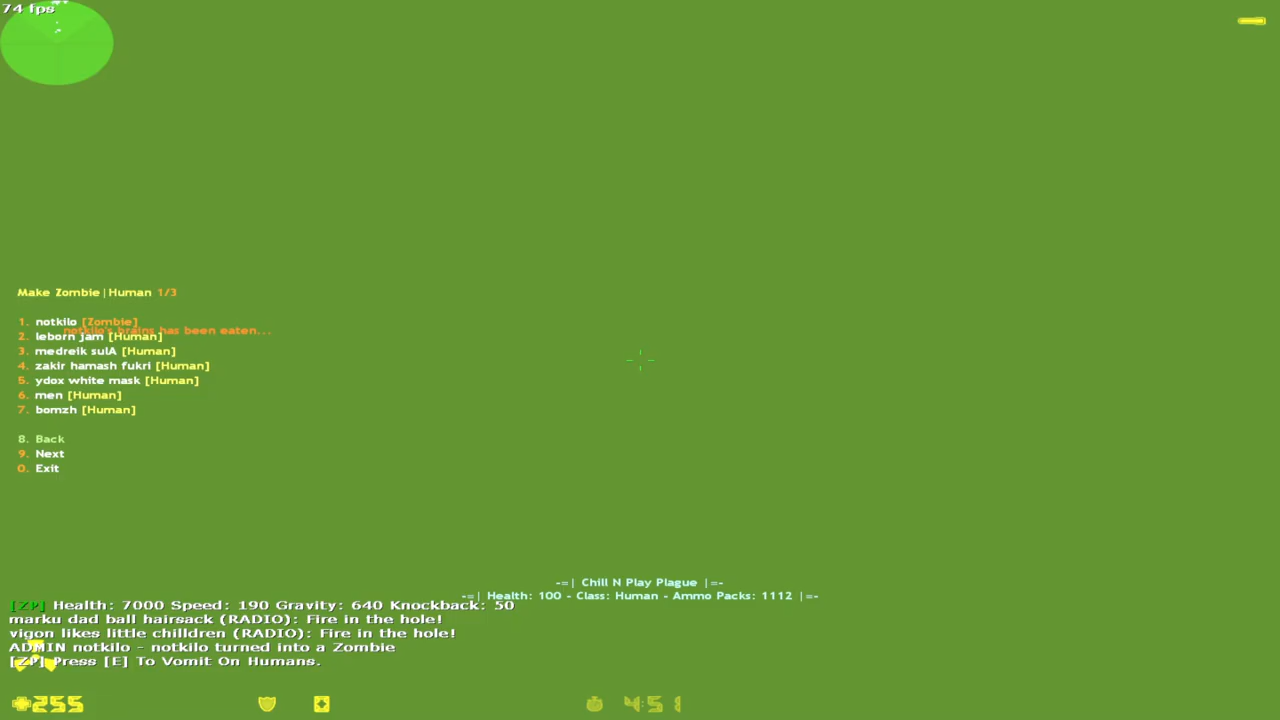 74 fps
Make Zombie|Human 1/3
1. notkilo [Zombie]
notkilo's brains has been eaten...
2. leborn jam [Human]
3. medreik sulA [Human]
4. zakir hamash fukri [Human]
5. ydox white mask [Human]
6. men [Human]
7. bomzh [Human]
8. Back
9. Next
0. Exit
-=| Chill N Play Plague |=-
-=| Health: 100 - Class: Human - Ammo Packs: 1112 |=-
[ZP] Health: 7000 Speed: 190 Gravity: 640 Knockback: 50
marku dad ball hairsack (RADIO): Fire in the hole!
vigon likes little chilldren (RADIO): Fire in the hole!
ADMIN notkilo - notkilo turned into a Zombie
[ZP] Press [E] To Vomit On Humans.
255
4:51